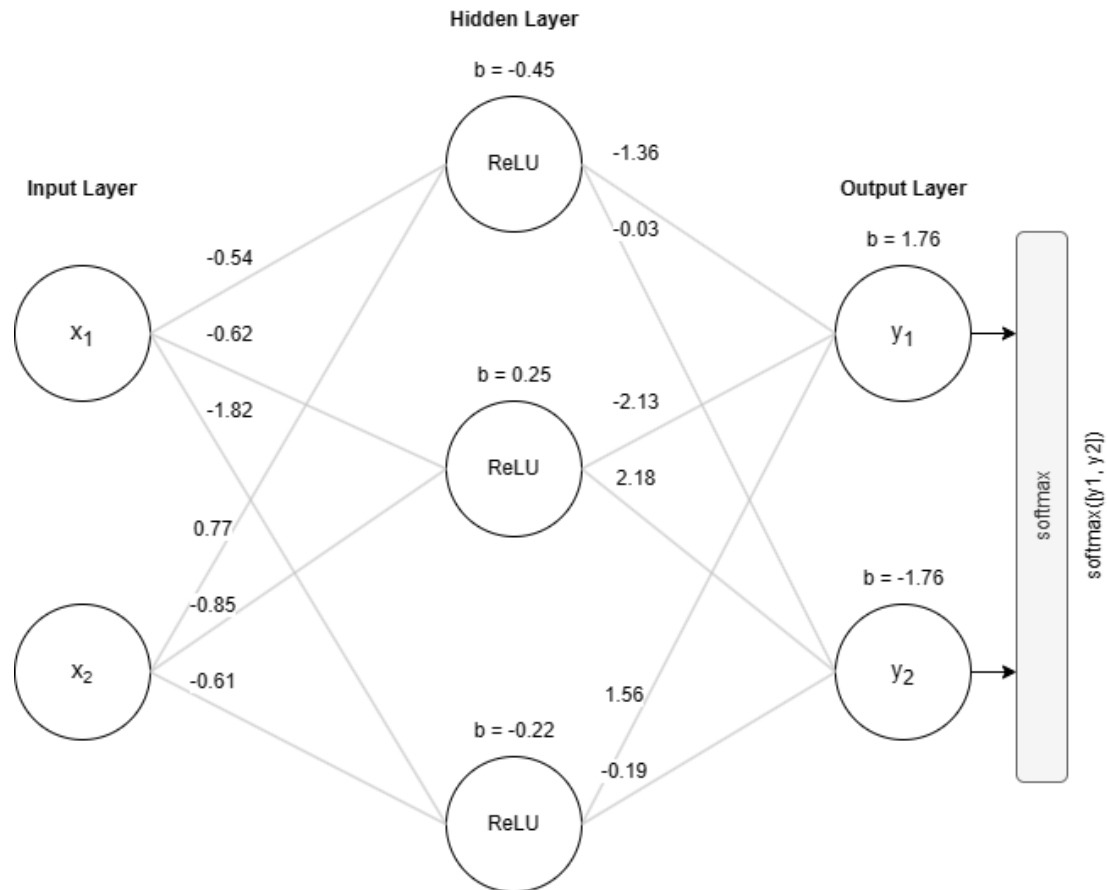 Hidden Layer
b = -0.45
ReLU
-1.36
Input Layer
Output Layer
-0.03
b = 1.76
-0.54
x1
-0.62
y1
b = 0.25
-1.82
-2.13
ReLU
2.18
softmax
softmax([y1, y2])
0.77
b = -1.76
-0.85
x2
-0.61
y2
1.56
b = -0.22
-0.19
ReLU